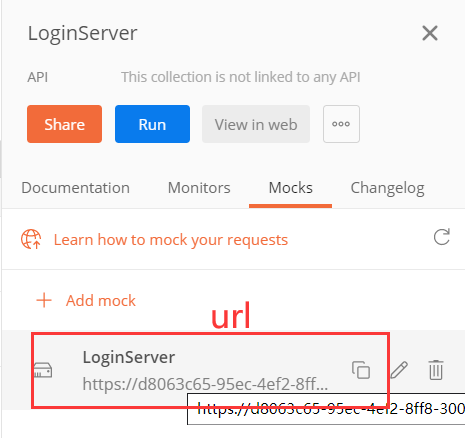 LoginServer
API This collection is not linked to any API
Share Run View in web
Documentation Monitors Mocks Changelog
Learn how to mock your requests
Add mock
url
LoginServer
https://d8063c65-95ec-4ef2-8ff...
https://d8063c65-95ec-4ef2-8ff8-300